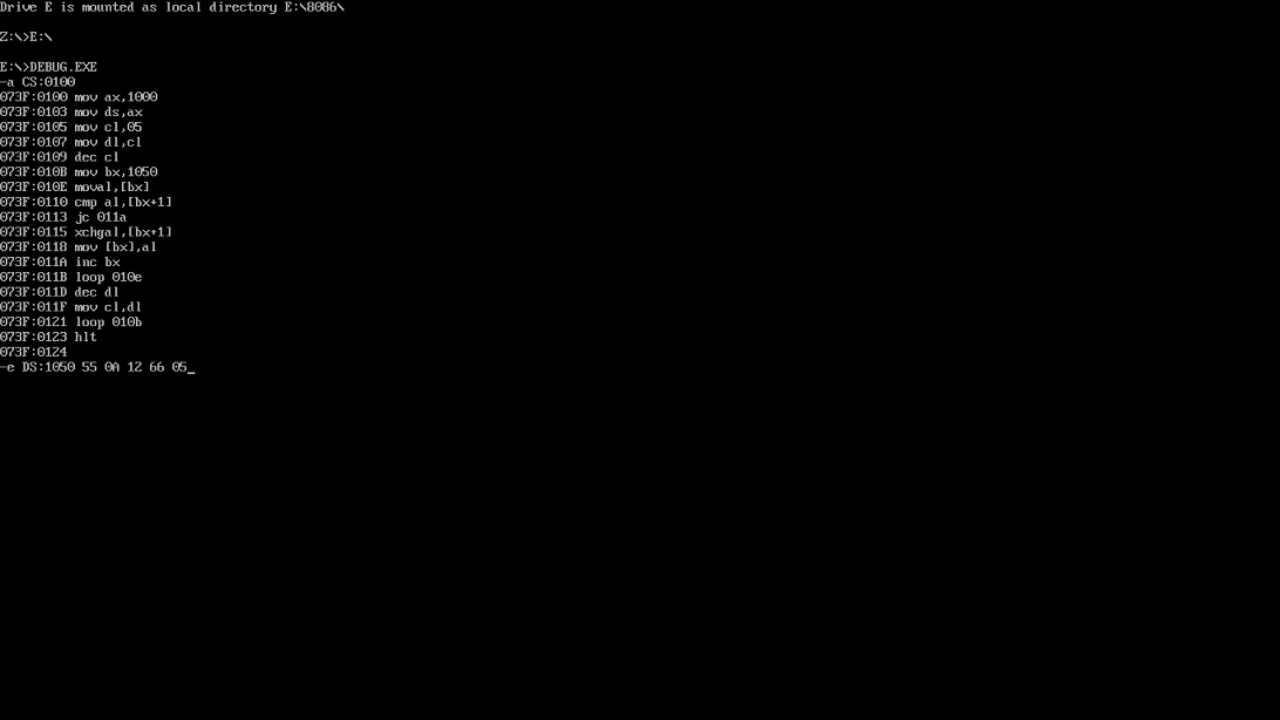 Drive E is mounted as local directory E:\8086\
Z:\>E:\
E:\>DEBUG.EXE
-a CS:0100
073F:0100 mov ax,1000
073F:0103 mov ds,ax
073F:0105 mov cl,05
073F:0107 mov dl,cl
073F:0109 dec cl
073F:010B mov bx,1050
073F:010E moval,[bx]
073F:0110 cmp al,[bx+1]
073F:0113 jc 011a
073F:0115 xchgal,[bx+1]
073F:0118 mov [bx],al
073F:011A inc bx
073F:011B loop 010e
073F:011D dec dl
073F:011F mov cl,dl
073F:0121 loop 010b
073F:0123 hlt
073F:0124
-e DS:1050 55 0A 12 66 05_